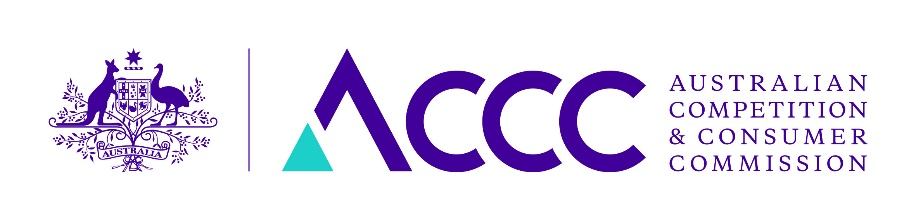 AUSTRALIA
ACCC
AUSTRALIAN
COMPETITION
& CONSUMER
COMMISSION